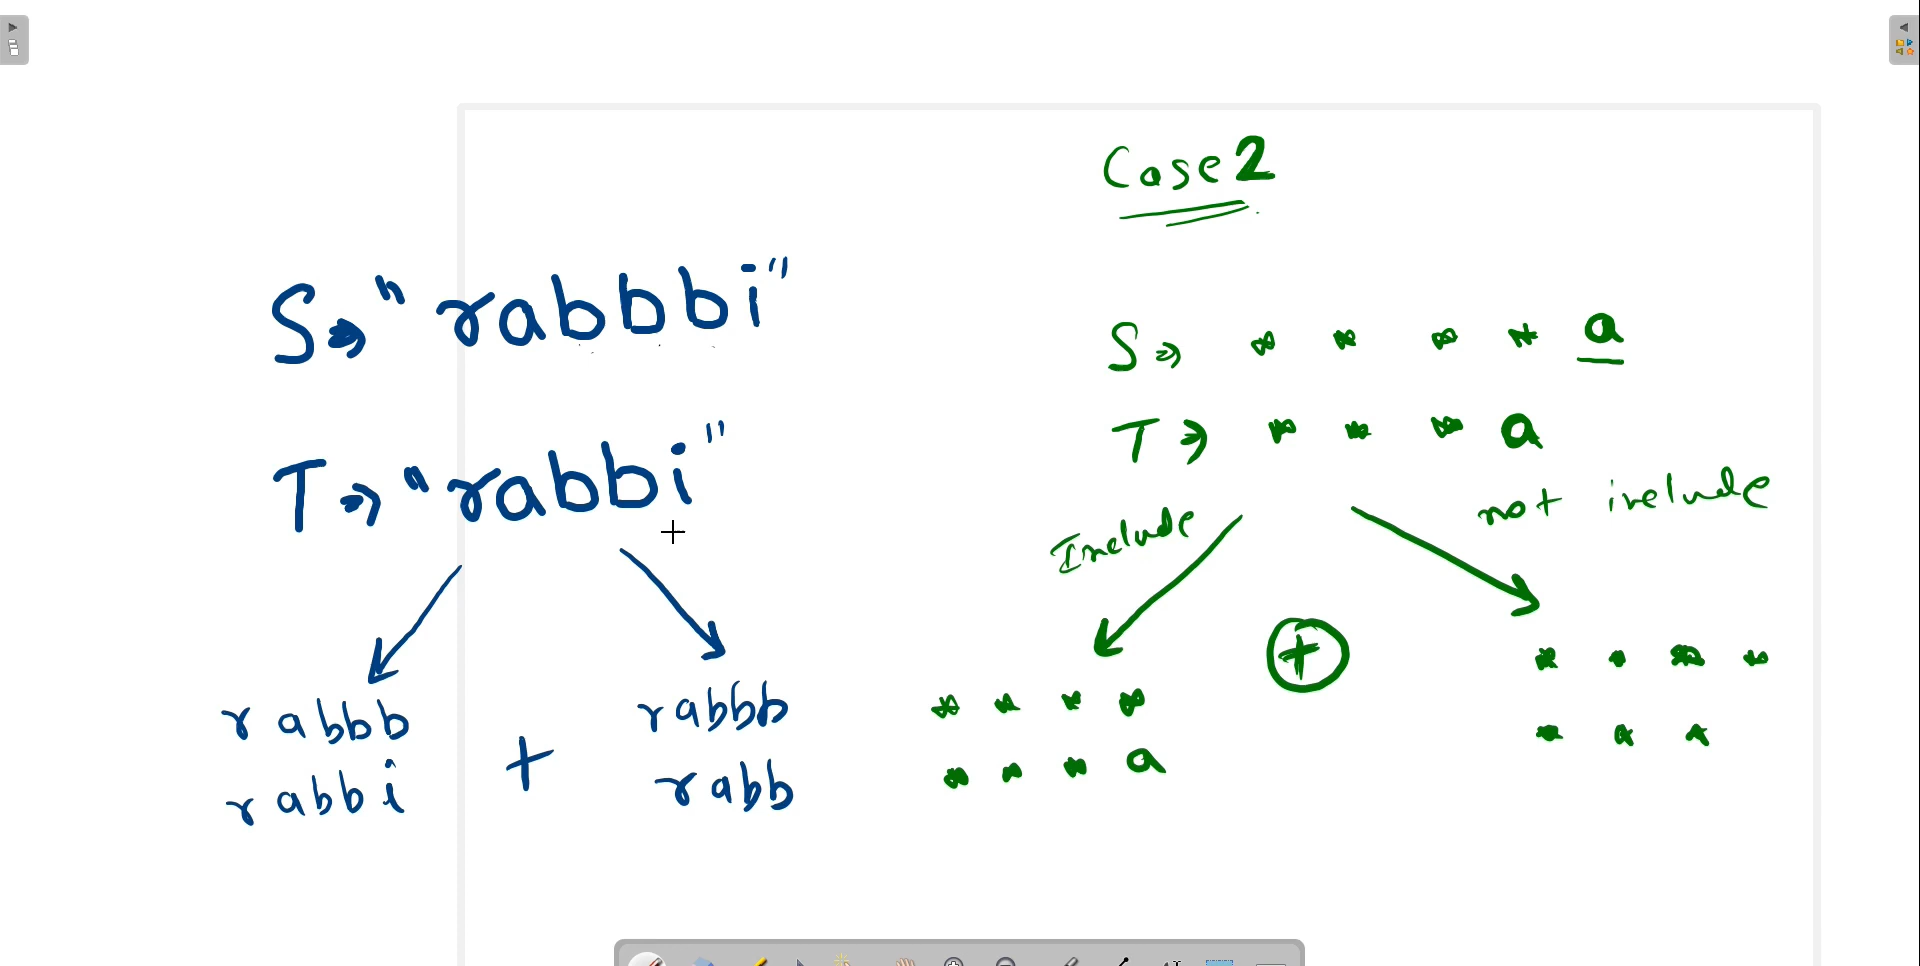 Case 2
S → "rabbbi"
T → "rabbi"
rabbb
rabbi
+
rabbb
rabb
S → * * * * a
T → * * * a
Include
not include
+
* * * *
* * * a
* * * *
* * *